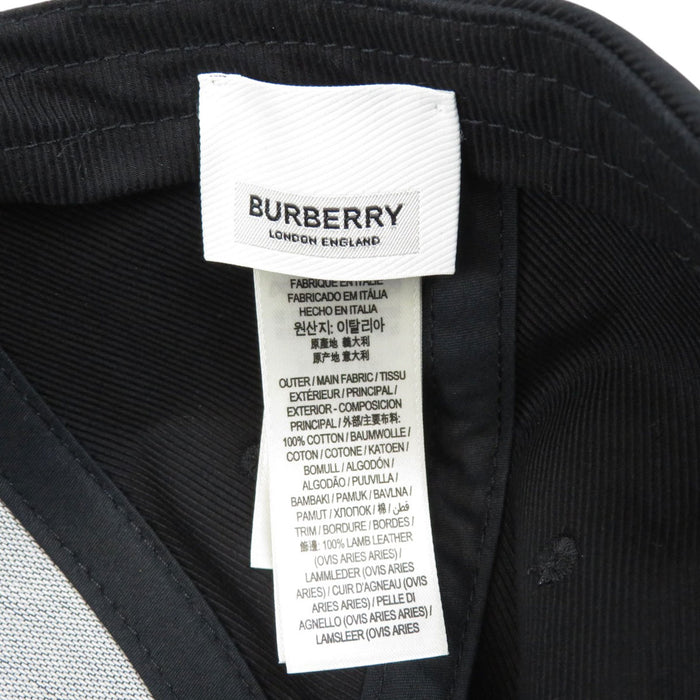 BURBERRY
LONDON ENGLAND
FABRIQUÉ EN ITALIE
FABRICADO EM ITÁLIA
HECHO EN ITALIA
원산지: 이탈리아
原產地 義大利
原产地 意大利
OUTER / MAIN FABRIC / TISSU
EXTÉRIEUR / PRINCIPAL /
EXTERIOR - COMPOSICION
PRINCIPAL / 外部/主要布料:
100% COTTON / BAUMWOLLE /
COTON / COTONE / KATOEN /
BOMULL / ALGODÓN /
ALGODÃO / PUUVILLA /
BAMBAKI / PAMUK / BAVLNA /
PAMUT / ХЛОПОК / 棉 / قطن /
TRIM / BORDURE / BORDES /
飾邊: 100% LAMB LEATHER
(OVIS ARIES ARIES) /
LAMMLEDER (OVIS ARIES
ARIES) / CUIR D'AGNEAU (OVIS
ARIES ARIES) / PELLE DI
AGNELLO (OVIS ARIES ARIES) /
LAMSLEER (OVIS ARIES